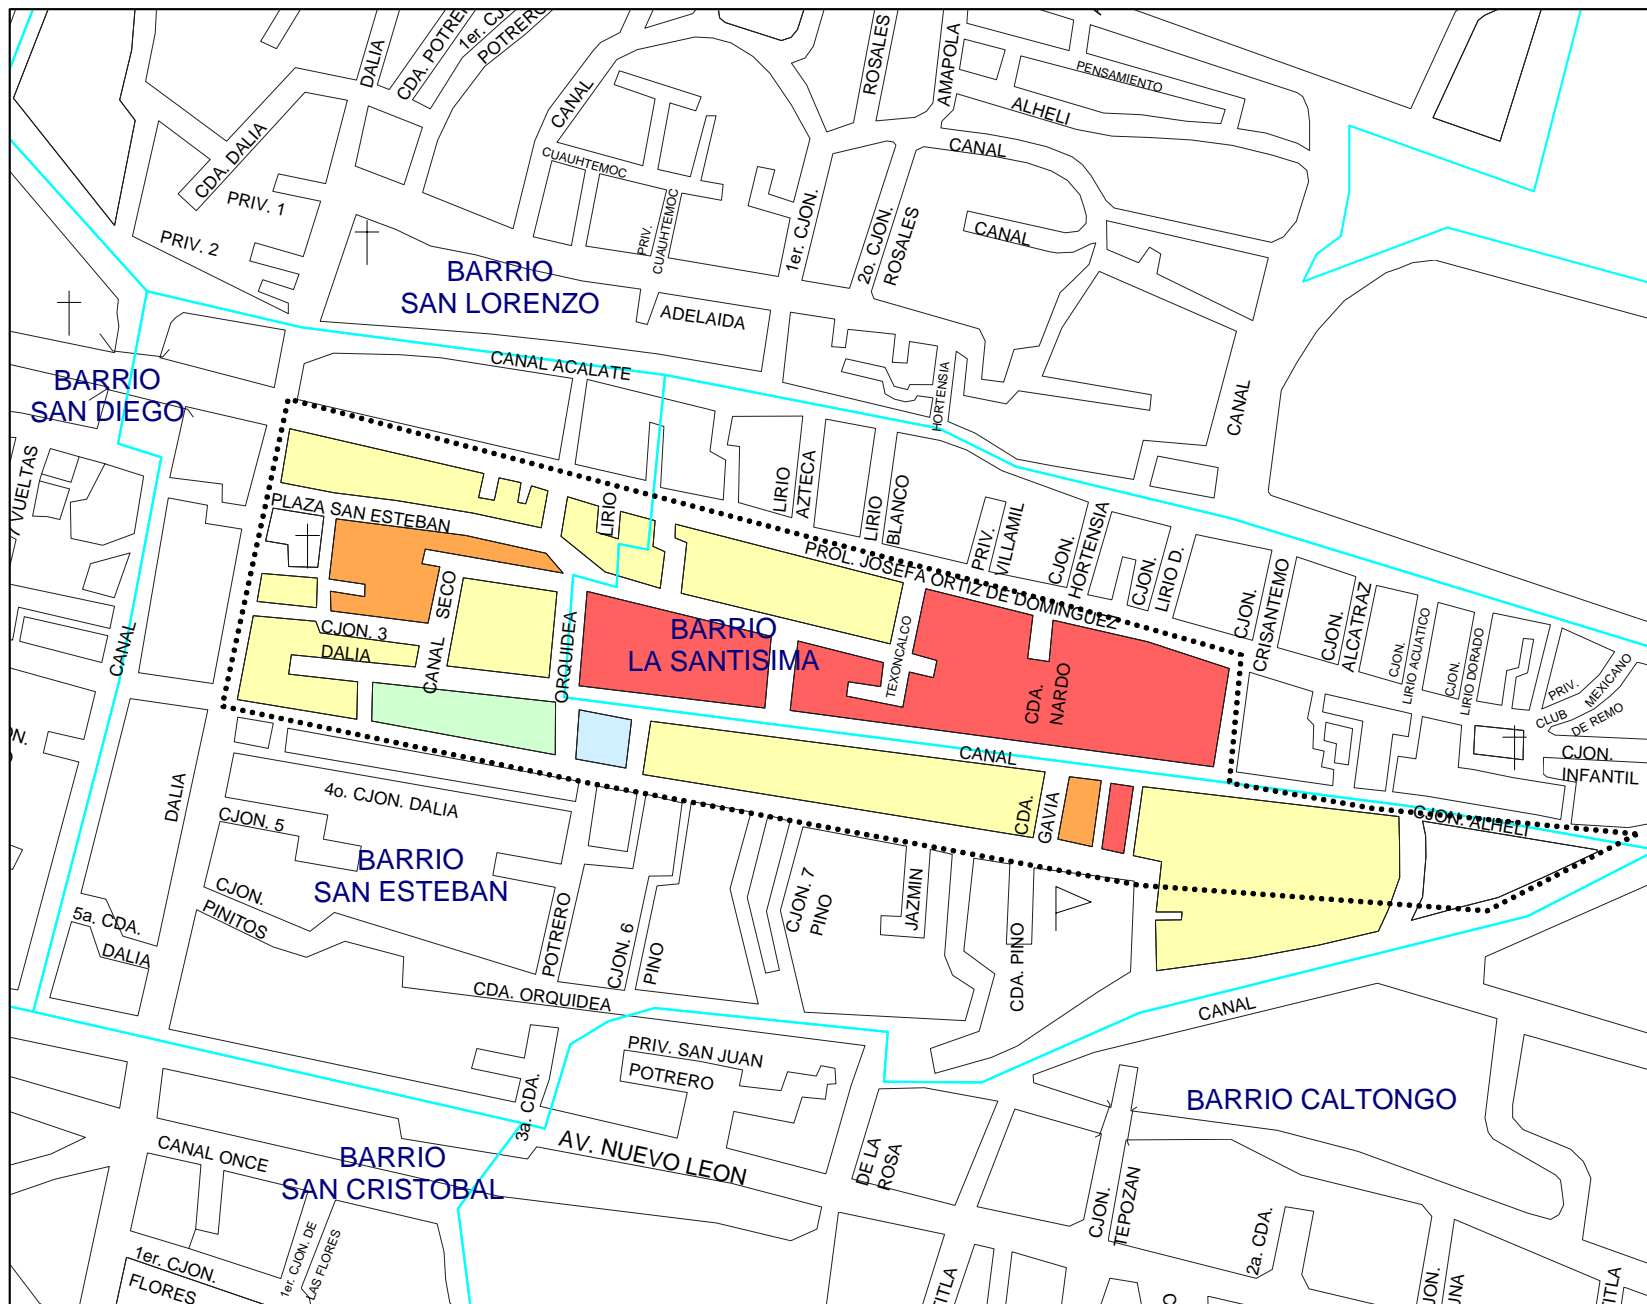 DALIA
CDA. POTRERO
1er. CJON.
POTRERO
CANAL
ROSALES
AMAPOLA
PENSAMIENTO
ALHELI
CANAL
CDA. DALIA
PRIV. 1
PRIV. 2
CUAUHTEMOC
PRIV.
CUAUHTEMOC
1er. CJON.
2o. CJON.
ROSALES
CANAL
BARRIO
SAN LORENZO
ADELAIDA
CANAL ACALATE
HORTENSIA
CANAL
BARRIO
SAN DIEGO
VUELTAS
CANAL
PLAZA SAN ESTEBAN
LIRIO
LIRIO
AZTECA
LIRIO
BLANCO
PROL. JOSEFA ORTIZ DE DOMINGUEZ
PRIV.
VILLAMIL
CJON.
HORTENSIA
CJON.
LIRIO D.
CJON.
CRISANTEMO
CJON.
ALCATRAZ
CJON.
LIRIO ACUATICO
CJON.
LIRIO DORADO
PRIV.
CLUB MEXICANO
DE REMO
CJON.
INFANTIL
CJON. 3
DALIA
CANAL SECO
ORQUIDEA
BARRIO
LA SANTISIMA
TEXONCALCO
CDA.
NARDO
CANAL
CDA.
GAVIA
CJON. ALHELI
DALIA
4o. CJON. DALIA
CJON. 5
BARRIO
SAN ESTEBAN
CJON.
PINITOS
5a. CDA.
DALIA
POTRERO
CJON. 6
PINO
CJON. 7
PINO
JAZMIN
CDA. PINO
CDA. ORQUIDEA
CANAL
PRIV. SAN JUAN
POTRERO
3a. CDA.
BARRIO CALTONGO
AV. NUEVO LEON
CANAL ONCE
BARRIO
SAN CRISTOBAL
DE LA
ROSA
CJON.
TEPOZAN
2a. CDA.
1er. CJON. DE
LAS FLORES
1er. CJON.
FLORES